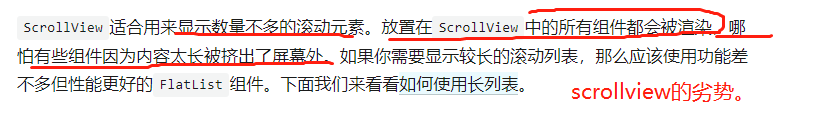 ScrollView 适合用来显示数量不多的滚动元素。放置在 ScrollView 中的所有组件都会被渲染，哪
怕有些组件因为内容太长被挤出了屏幕外。如果你需要显示较长的滚动列表，那么应该使用功能差
不多但性能更好的 FlatList 组件。下面我们来看看如何使用长列表。
scrollview的劣势。